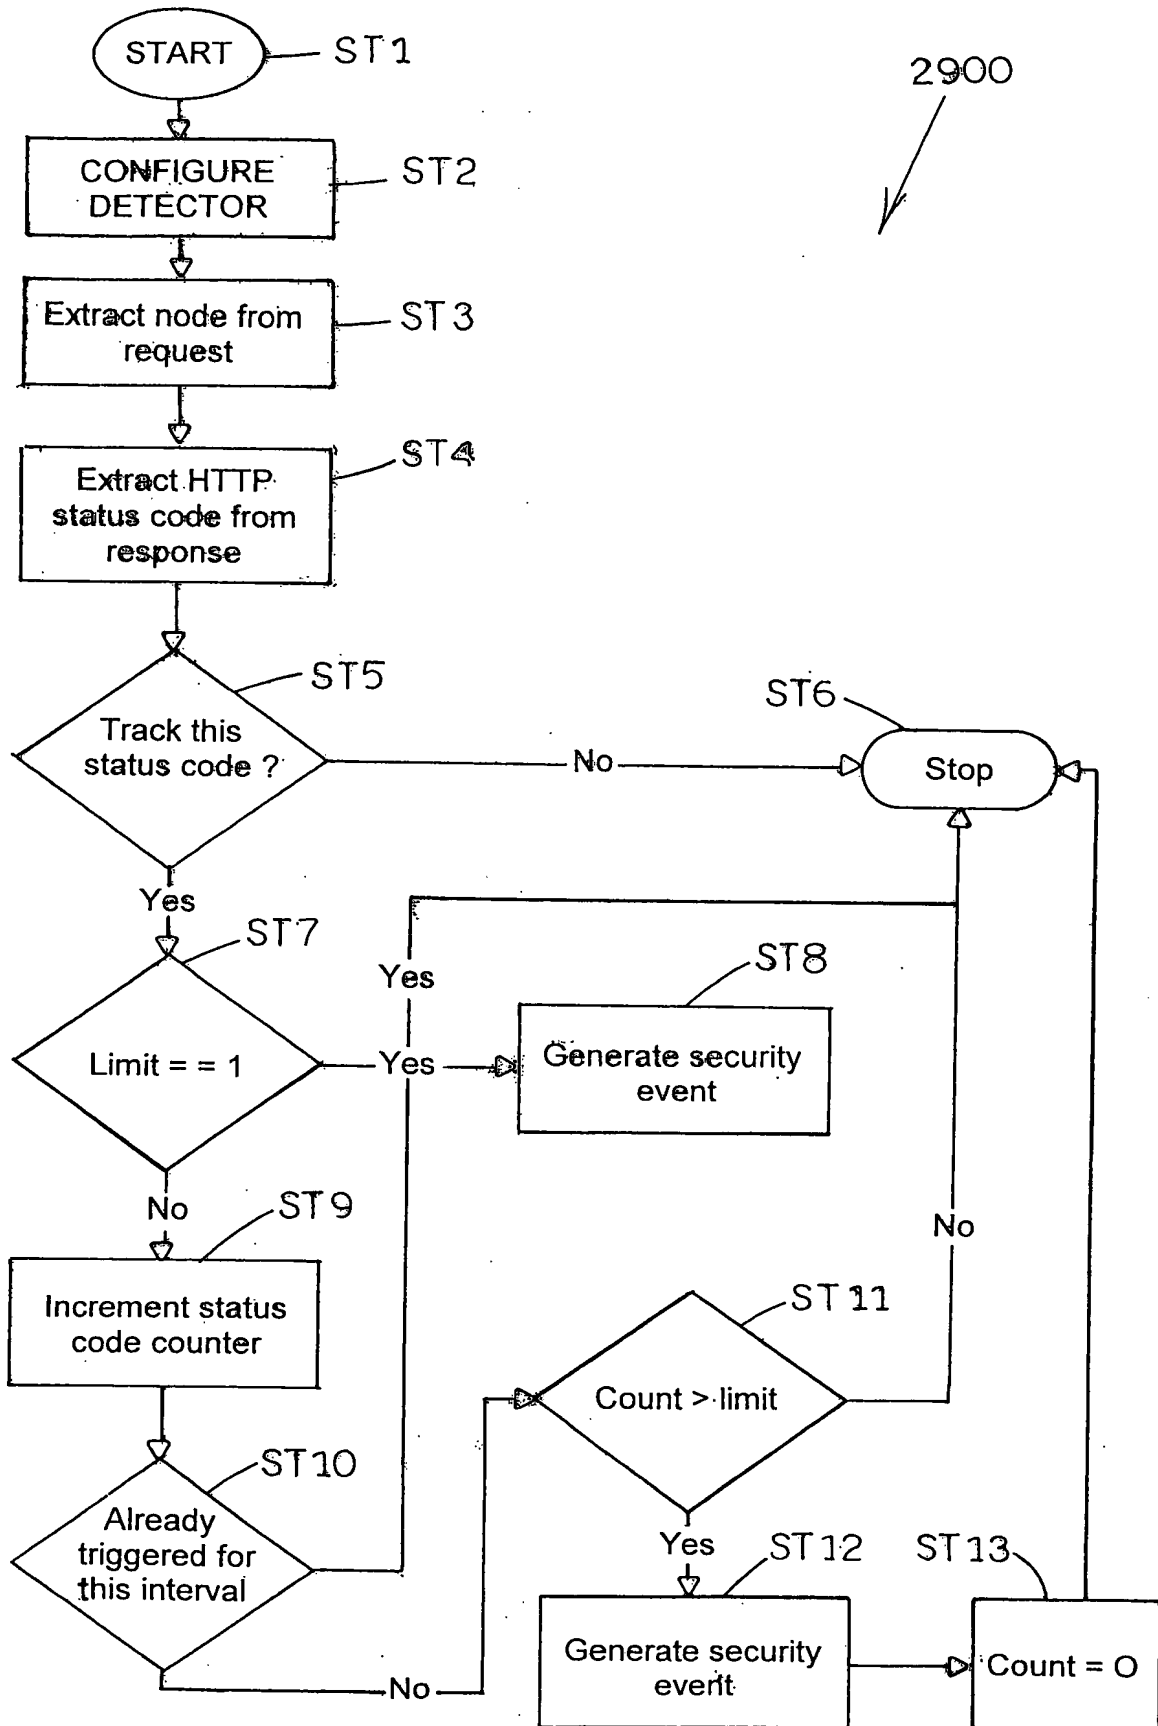 START
ST1
2900
CONFIGURE
DETECTOR
ST2
Extract node from
request
ST3
Extract HTTP
status code from
response
ST4
Track this
status code ?
ST5
No
ST6
Stop
Yes
ST7
Limit = = 1
Yes
Yes
ST8
Generate security
event
No
ST9
Increment status
code counter
No
ST11
Count > limit
ST10
Already
triggered for
this interval
Yes
ST12
ST13
Generate security
event
Count = O
No